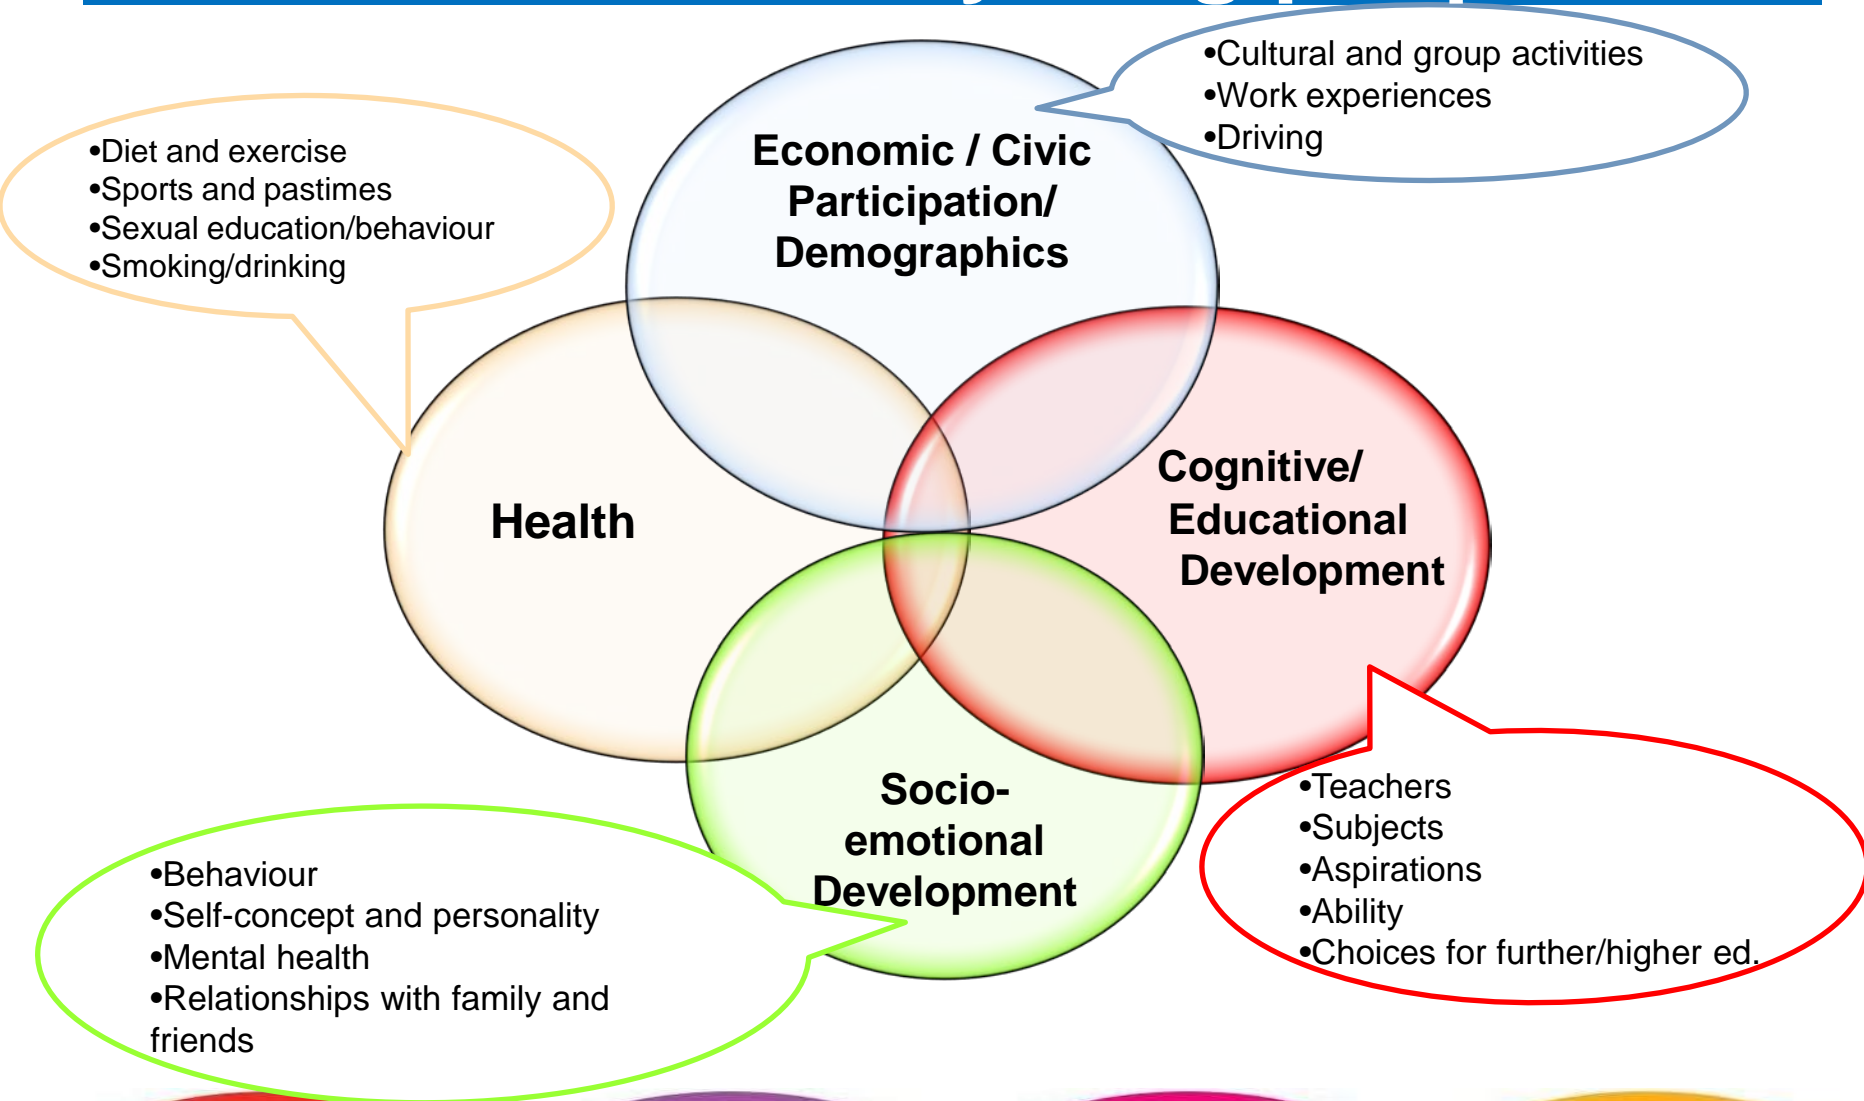 •Cultural and group activities
•Work experiences
•Driving
•Diet and exercise
•Sports and pastimes
•Sexual education/behaviour
•Smoking/drinking
Economic / Civic
Participation/
Demographics
Health
Cognitive/
Educational
Development
Socio-
emotional
Development
•Teachers
•Subjects
•Aspirations
•Ability
•Choices for further/higher ed.
•Behaviour
•Self-concept and personality
•Mental health
•Relationships with family and
friends